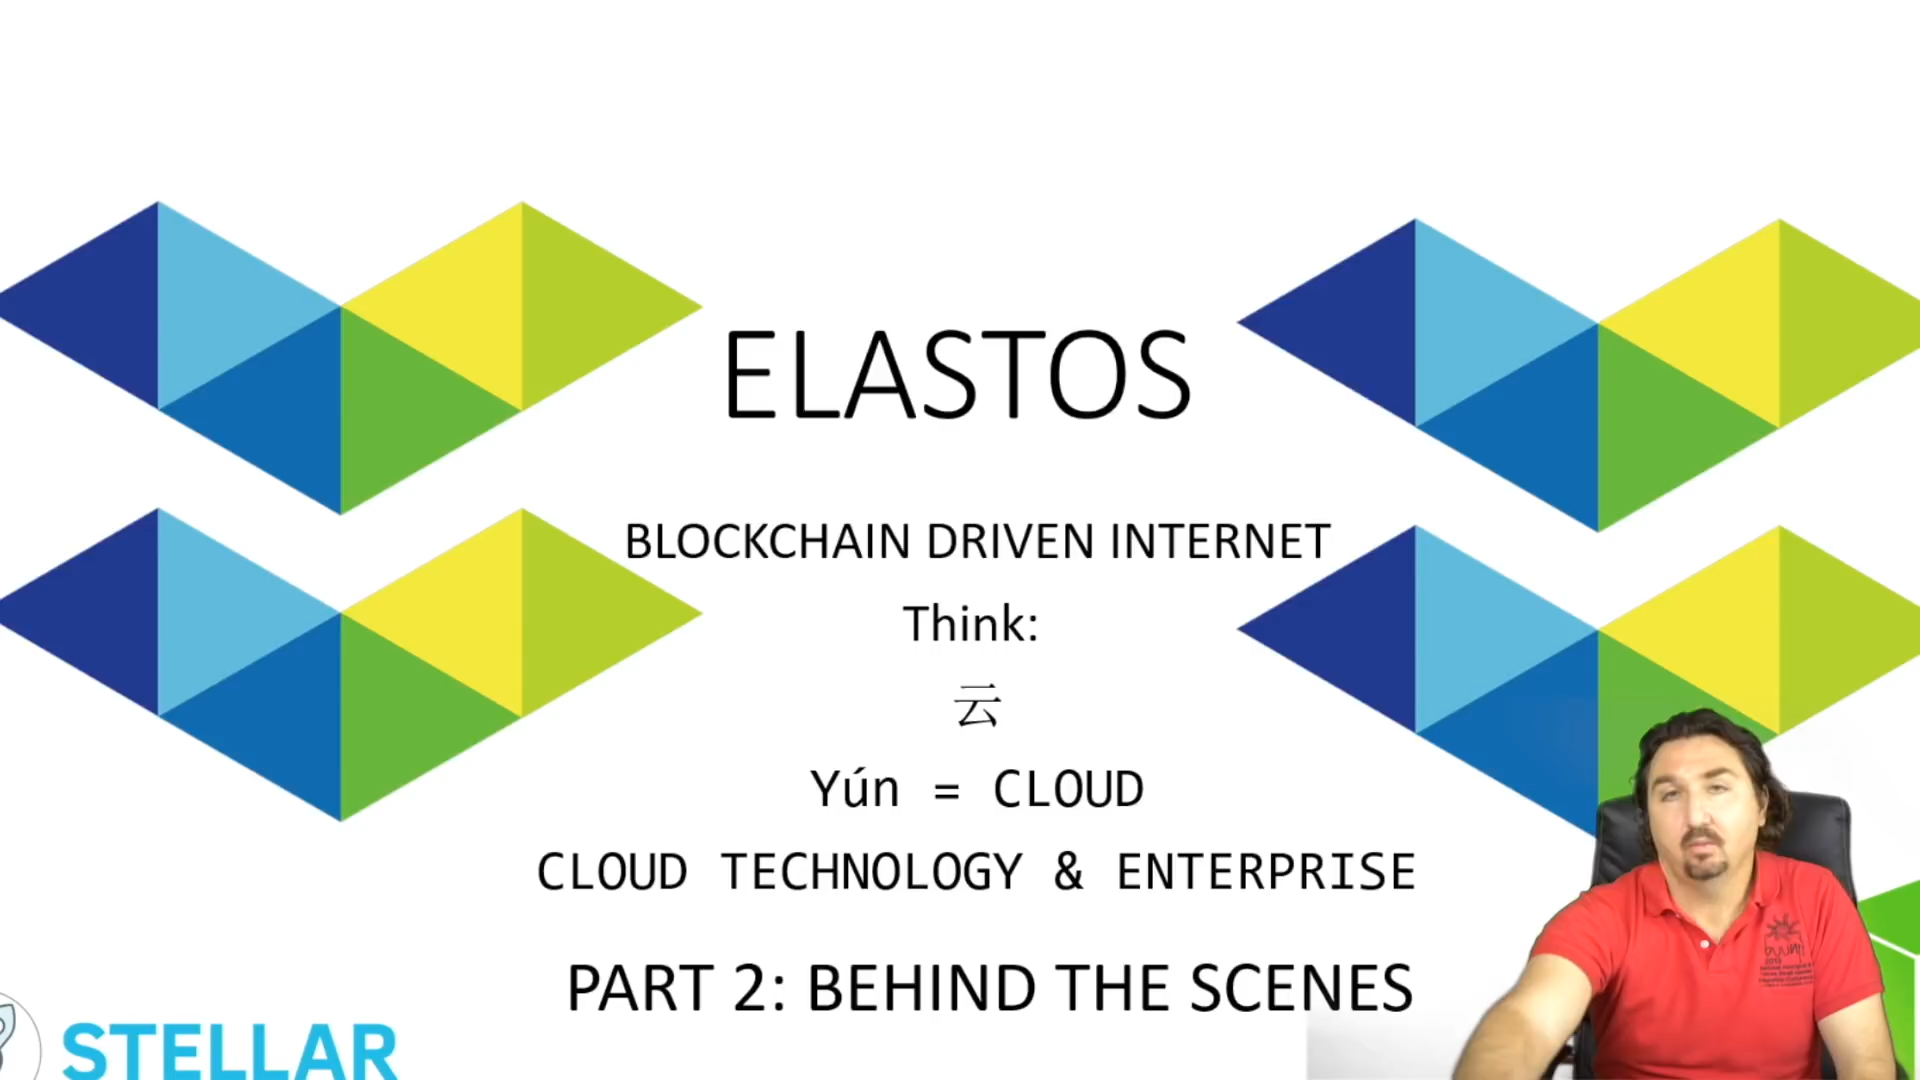 ELASTOS
BLOCKCHAIN DRIVEN INTERNET
Think:
云
Yún = CLOUD
CLOUD TECHNOLOGY & ENTERPRISE
PART 2: BEHIND THE SCENES
STELLAR